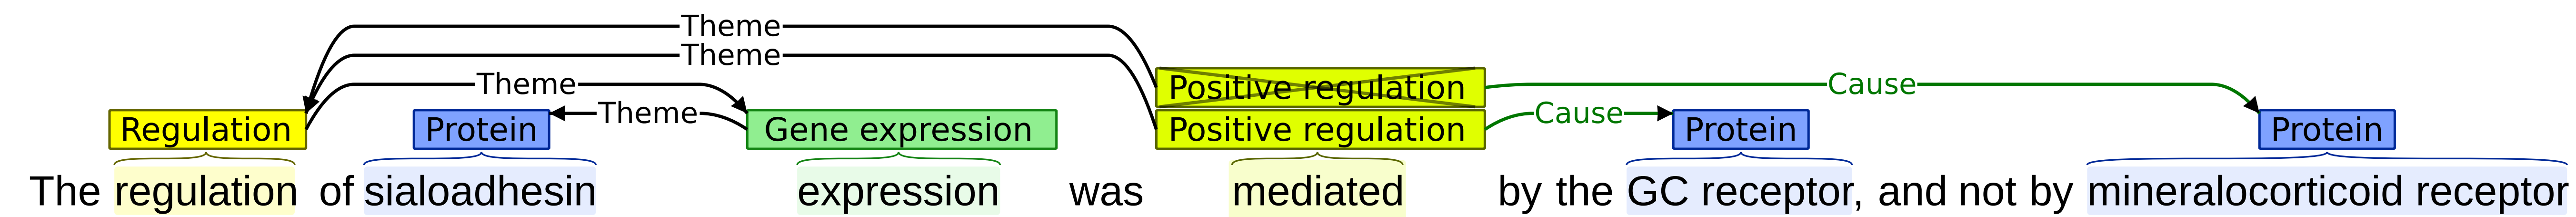 Theme
Theme
Theme
Positive regulation
Cause
Theme
Cause
Regulation
Protein
Gene expression
Positive regulation
Protein
Protein
The regulation of sialoadhesin expression was mediated by the GC receptor, and not by mineralocorticoid receptor